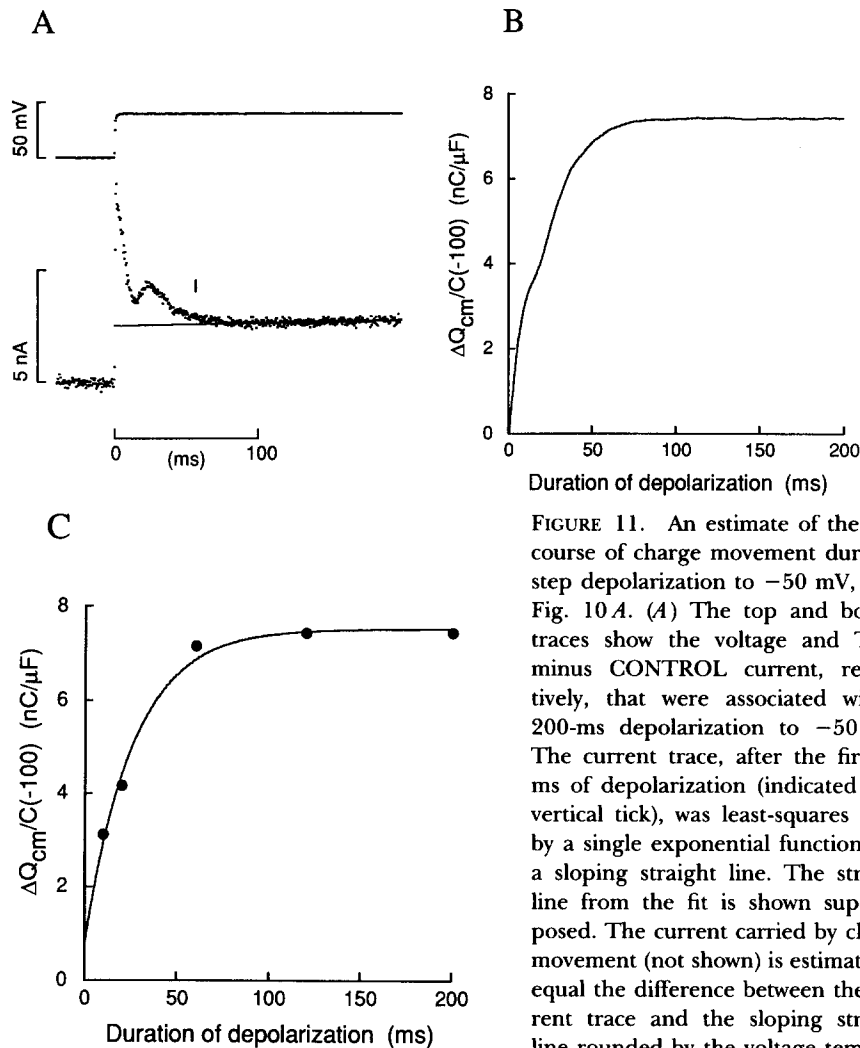 A
50 mV
5 nA
0
100
(ms)
B
8
6
4
2
0
ΔQcm/C(-100) (nC/μF)
0 50 100 150 200
Duration of depolarization (ms)
C
8
6
4
2
0
ΔQcm/C(-100) (nC/μF)
0 50 100 150 200
Duration of depolarization (ms)
FIGURE 11. An estimate of the
course of charge movement dur
step depolarization to −50 mV,
Fig. 10A. (A) The top and bo
traces show the voltage and T
minus CONTROL current, re
tively, that were associated w
200-ms depolarization to −50
The current trace, after the fir
ms of depolarization (indicated
vertical tick), was least-squares
by a single exponential function
a sloping straight line. The str
line from the fit is shown sup
posed. The current carried by cl
movement (not shown) is estimat
equal the difference between the
rent trace and the sloping str
line rounded by the voltage tem